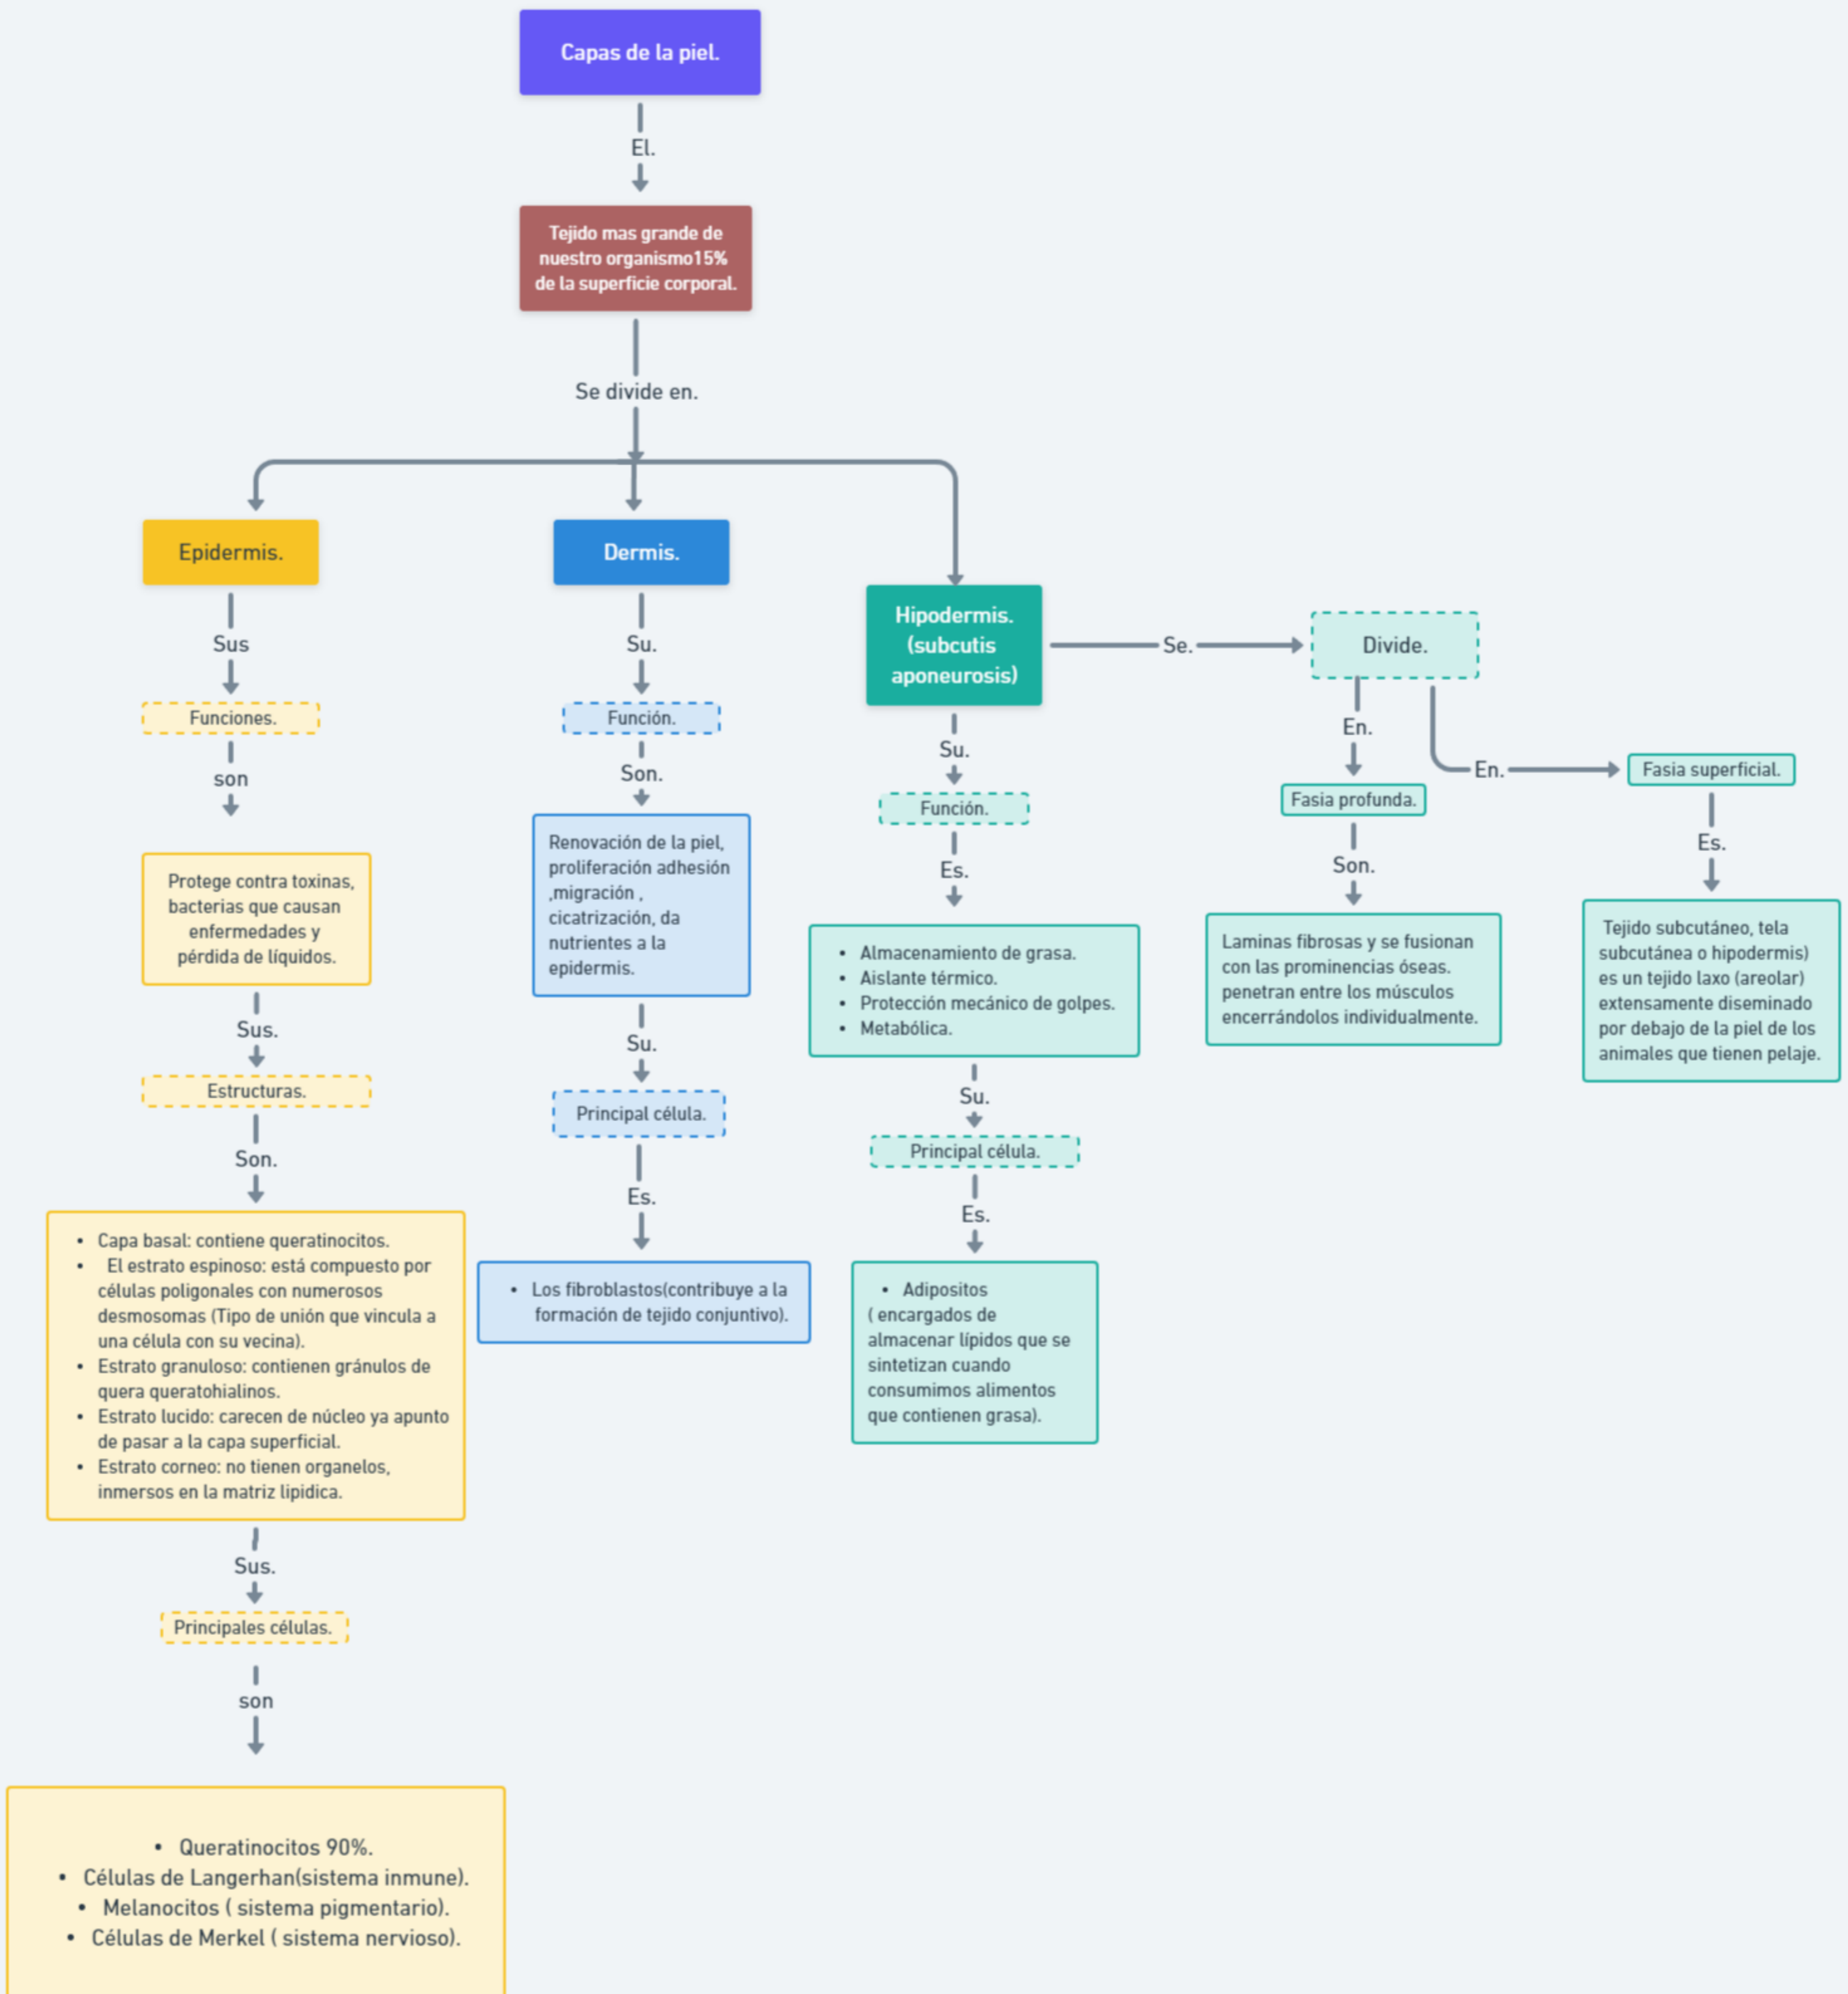 Capas de la piel.
El.
Tejido mas grande de
nuestro organismo15%
de la superficie corporal.
Se divide en.
Epidermis.
Sus
Funciones.
son
Protege contra toxinas,
bacterias que causan
enfermedades y
pérdida de líquidos.
Sus.
Estructuras.
Son.
• Capa basal: contiene queratinocitos.
• El estrato espinoso: está compuesto por
células poligonales con numerosos
desmosomas (Tipo de unión que vincula a
una célula con su vecina).
• Estrato granuloso: contienen gránulos de
quera queratohialinos.
• Estrato lucido: carecen de núcleo ya apunto
de pasar a la capa superficial.
• Estrato corneo: no tienen organelos,
inmersos en la matriz lipidica.
Sus.
Principales células.
son
• Queratinocitos 90%.
• Células de Langerhan(sistema inmune).
• Melanocitos ( sistema pigmentario).
• Células de Merkel ( sistema nervioso).
Dermis.
Su.
Función.
Son.
Renovación de la piel,
proliferación adhesión
,migración ,
cicatrización, da
nutrientes a la
epidermis.
Su.
Principal célula.
Es.
• Los fibroblastos(contribuye a la
formación de tejido conjuntivo).
Hipodermis.
(subcutis
aponeurosis)
Su.
Función.
Es.
• Almacenamiento de grasa.
• Aislante térmico.
• Protección mecánico de golpes.
• Metabólica.
Su.
Principal célula.
Es.
• Adipositos
( encargados de
almacenar lípidos que se
sintetizan cuando
consumimos alimentos
que contienen grasa).
Se.
Divide.
En.
Fasia profunda.
Son.
Laminas fibrosas y se fusionan
con las prominencias óseas.
penetran entre los músculos
encerrándolos individualmente.
En.
Fasia superficial.
Es.
Tejido subcutáneo, tela
subcutánea o hipodermis)
es un tejido laxo (areolar)
extensamente diseminado
por debajo de la piel de los
animales que tienen pelaje.